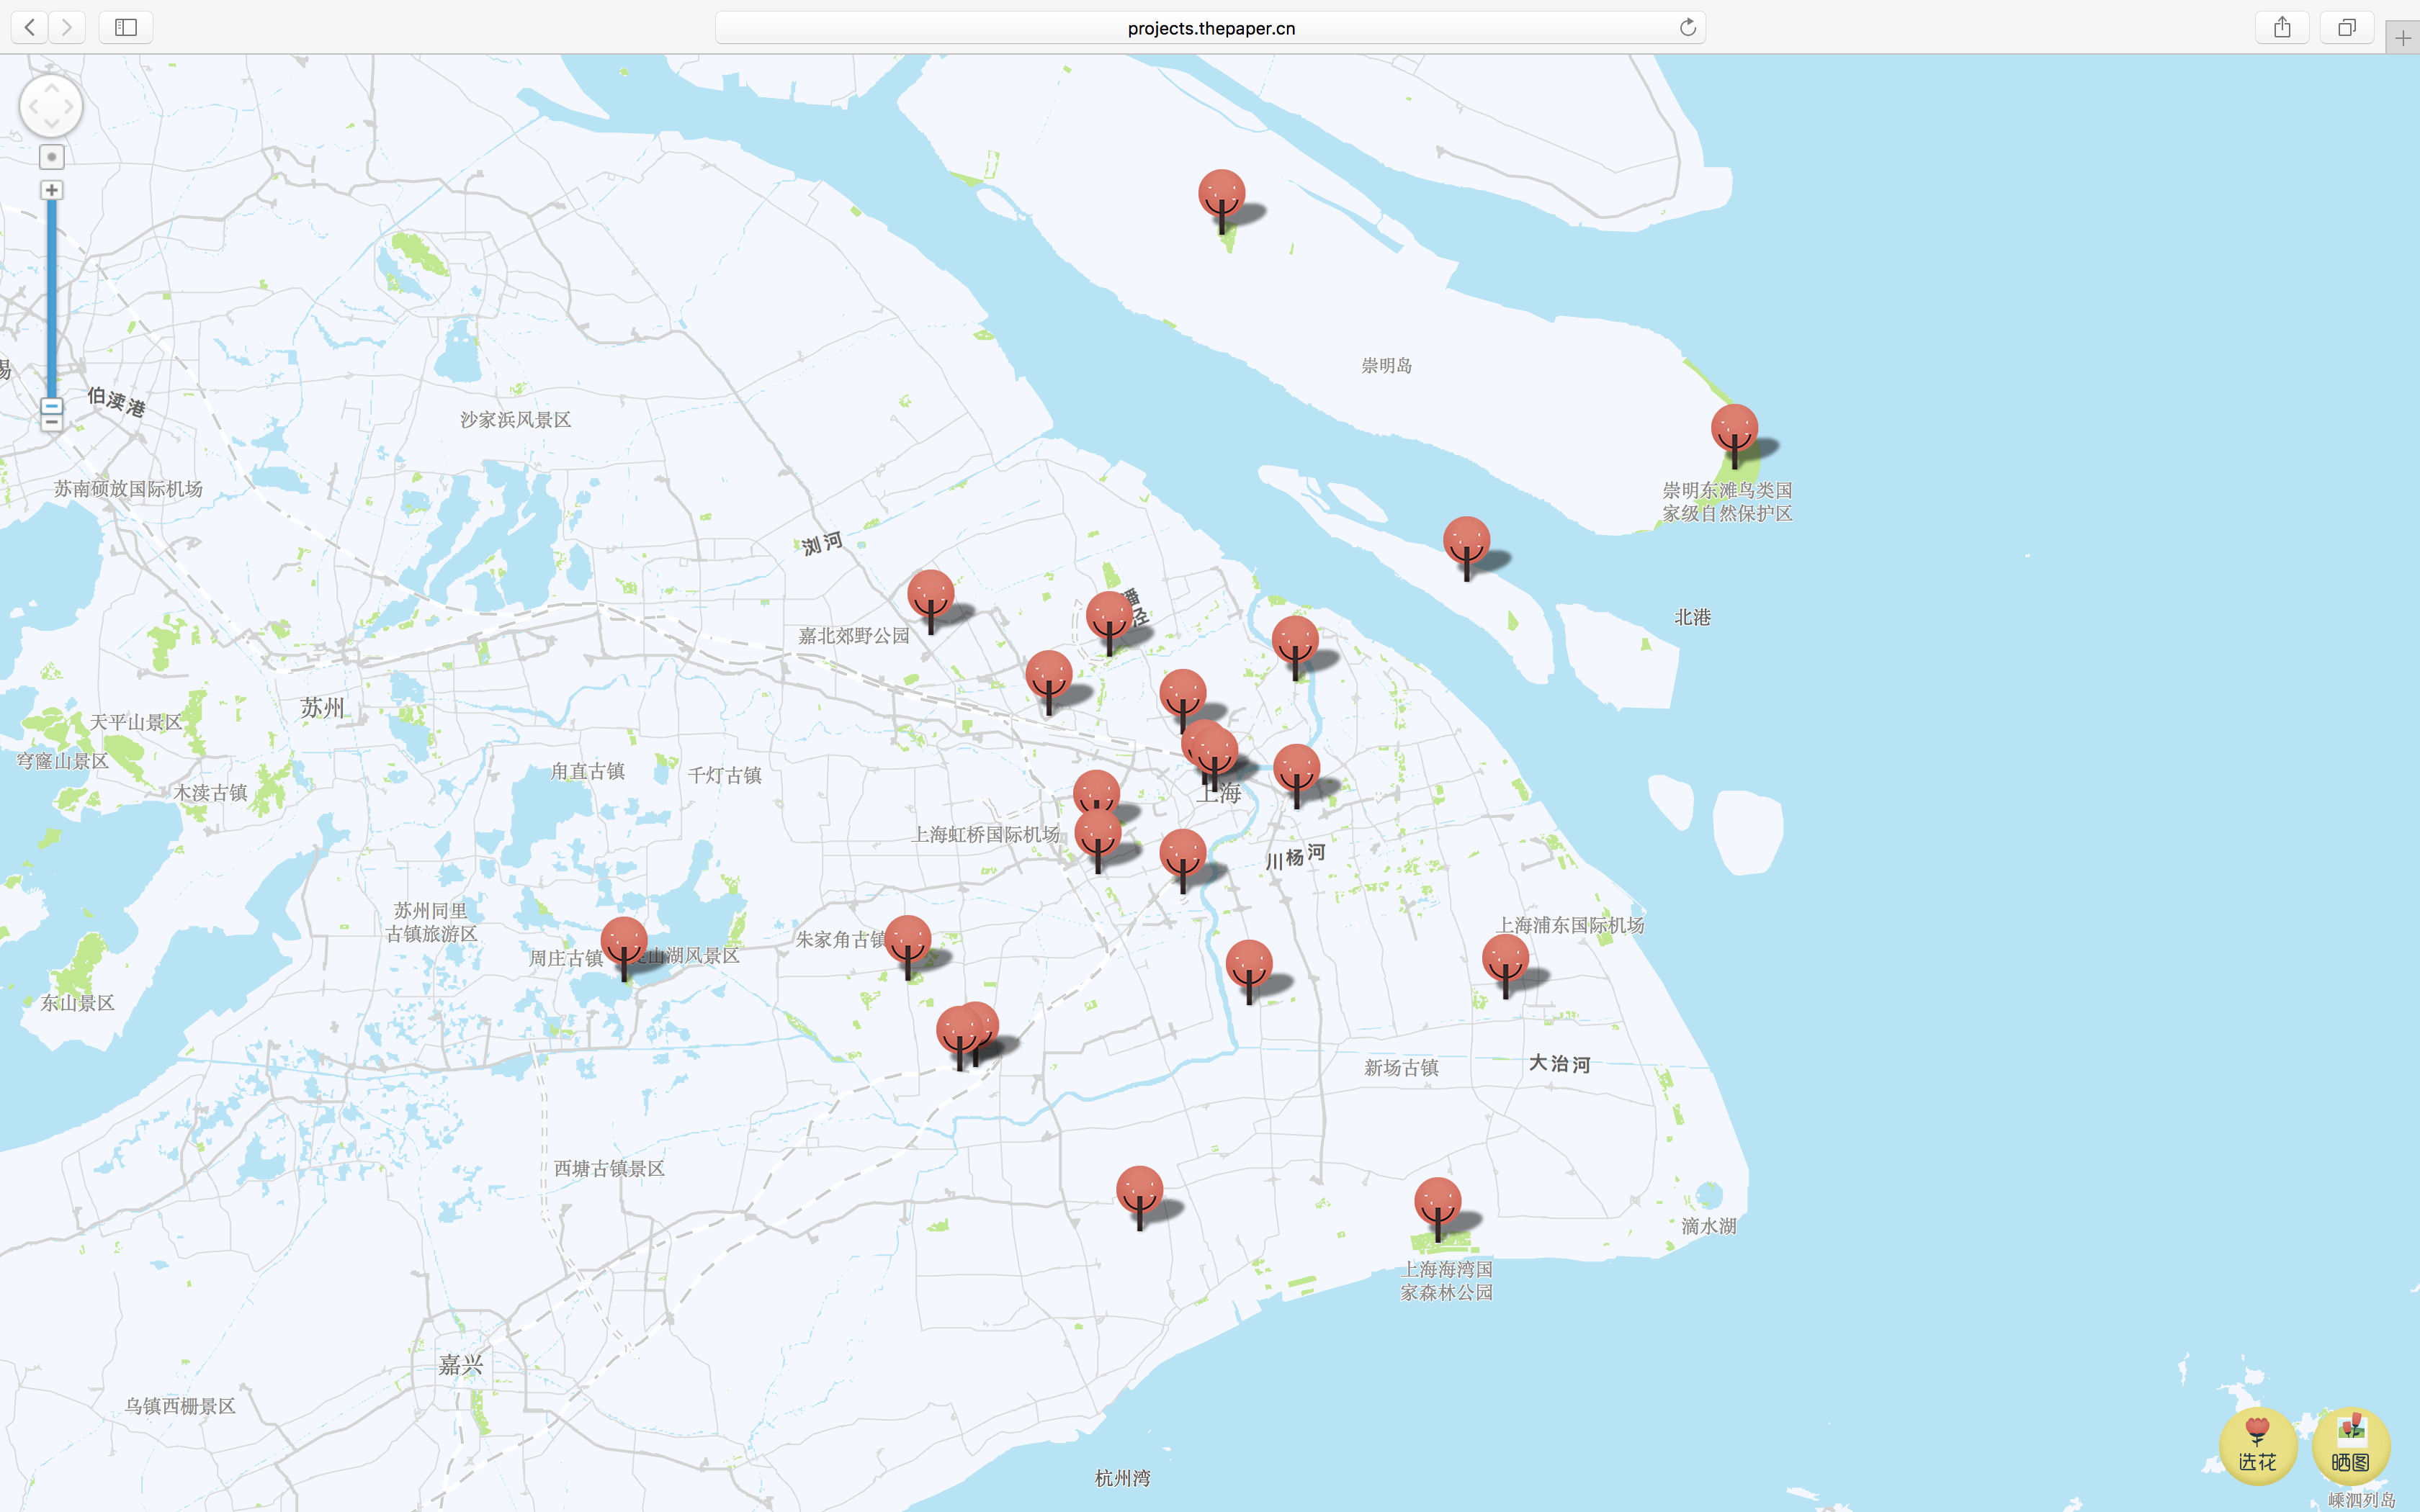 projects.thepaper.cn
崇明岛
伯渎港
沙家浜风景区
苏南硕放国际机场
崇明东滩鸟类国
家级自然保护区
浏河
北港
嘉北郊野公园
苏州
天平山景区
穹窿山景区
木渎古镇
甪直古镇
千灯古镇
上海
上海虹桥国际机场
川杨河
苏州同里
古镇旅游区
周庄古镇
山湖风景区
朱家角古镇
上海浦东国际机场
东山景区
新场古镇
大治河
西塘古镇景区
滴水湖
上海海湾国
家森林公园
嘉兴
乌镇西栅景区
杭州湾
选花
晒图
嵊泗列岛